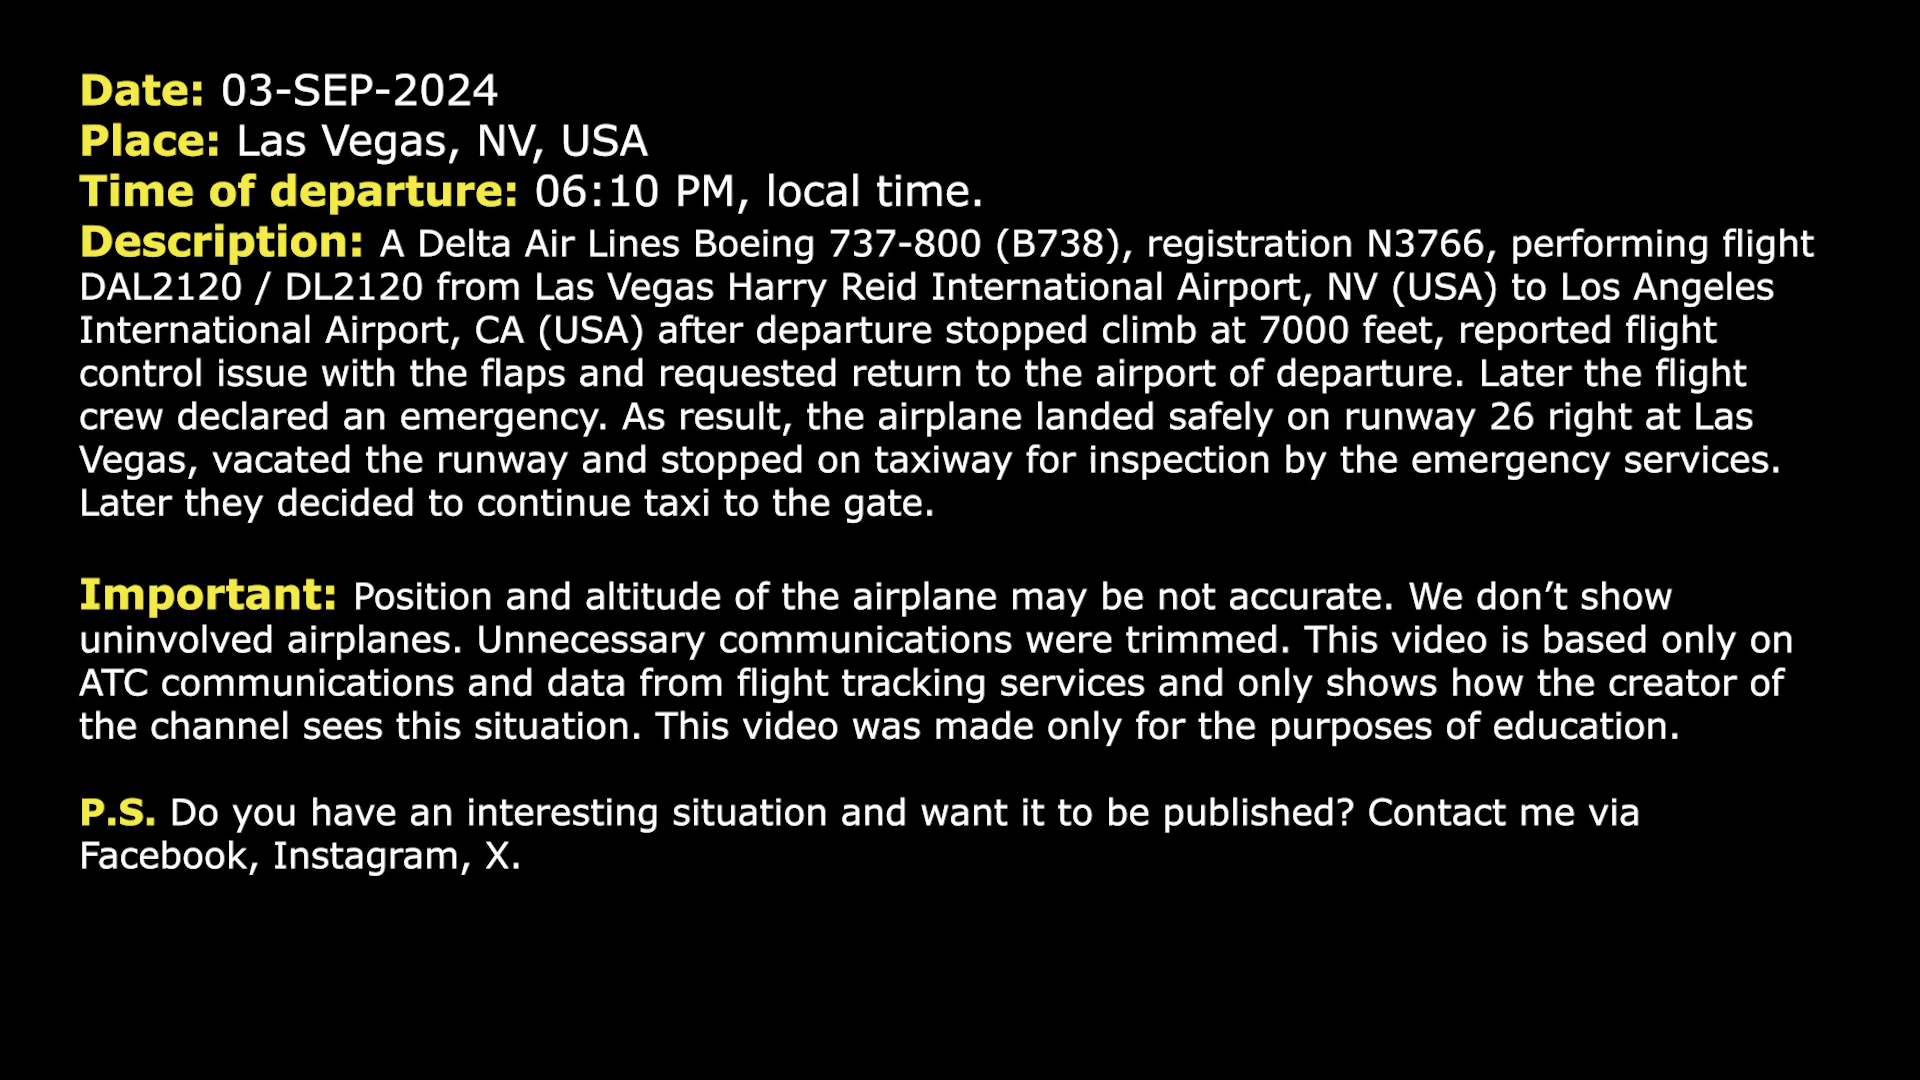 Date: 03-SEP-2024
Place: Las Vegas, NV, USA
Time of departure: 06:10 PM, local time.
Description: A Delta Air Lines Boeing 737-800 (B738), registration N3766, performing flight
DAL2120 / DL2120 from Las Vegas Harry Reid International Airport, NV (USA) to Los Angeles
International Airport, CA (USA) after departure stopped climb at 7000 feet, reported flight
control issue with the flaps and requested return to the airport of departure. Later the flight
crew declared an emergency. As result, the airplane landed safely on runway 26 right at Las
Vegas, vacated the runway and stopped on taxiway for inspection by the emergency services.
Later they decided to continue taxi to the gate.
Important: Position and altitude of the airplane may be not accurate. We don’t show
uninvolved airplanes. Unnecessary communications were trimmed. This video is based only on
ATC communications and data from flight tracking services and only shows how the creator of
the channel sees this situation. This video was made only for the purposes of education.
P.S. Do you have an interesting situation and want it to be published? Contact me via
Facebook, Instagram, X.